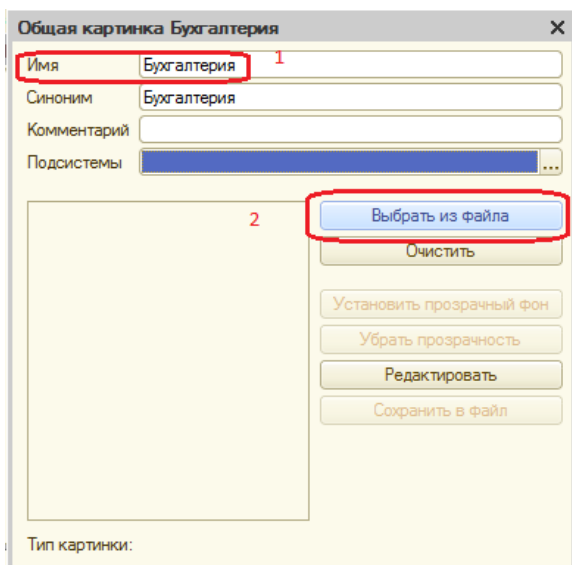 Общая картинка Бухгалтерия
Имя Бухгалтерия 1
Синоним Бухгалтерия
Комментарий
Подсистемы ...
2 Выбрать из файла
Очистить
Установить прозрачный фон
Убрать прозрачность
Редактировать
Сохранить в файл
Тип картинки: